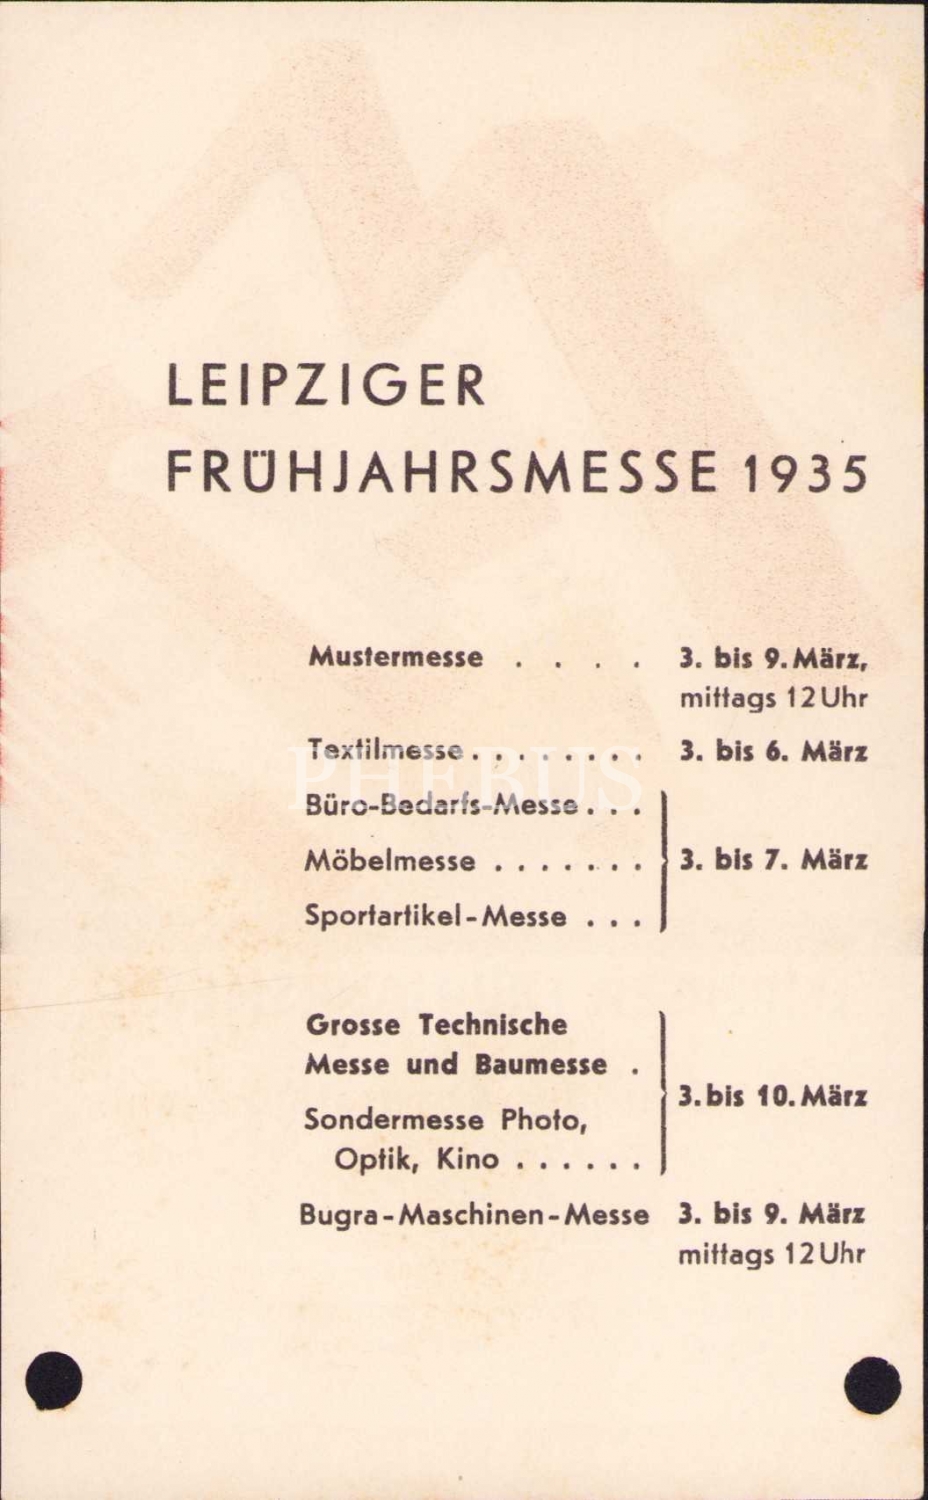 LEIPZIGER
FRÜHJAHRSMESSE 1935
Mustermesse . . . . 3. bis 9. März,
mittags 12 Uhr
Textilmesse . . . . . . . . 3. bis 6. März
PHEBUS
Büro-Bedarfs-Messe . . .
Möbelmesse . . . . . . . 3. bis 7. März
Sportartikel-Messe . . .
Grosse Technische
Messe und Baumesse .
3. bis 10. März
Sondermesse Photo,
Optik, Kino . . . . . .
Bugra-Maschinen-Messe 3. bis 9. März
mittags 12 Uhr